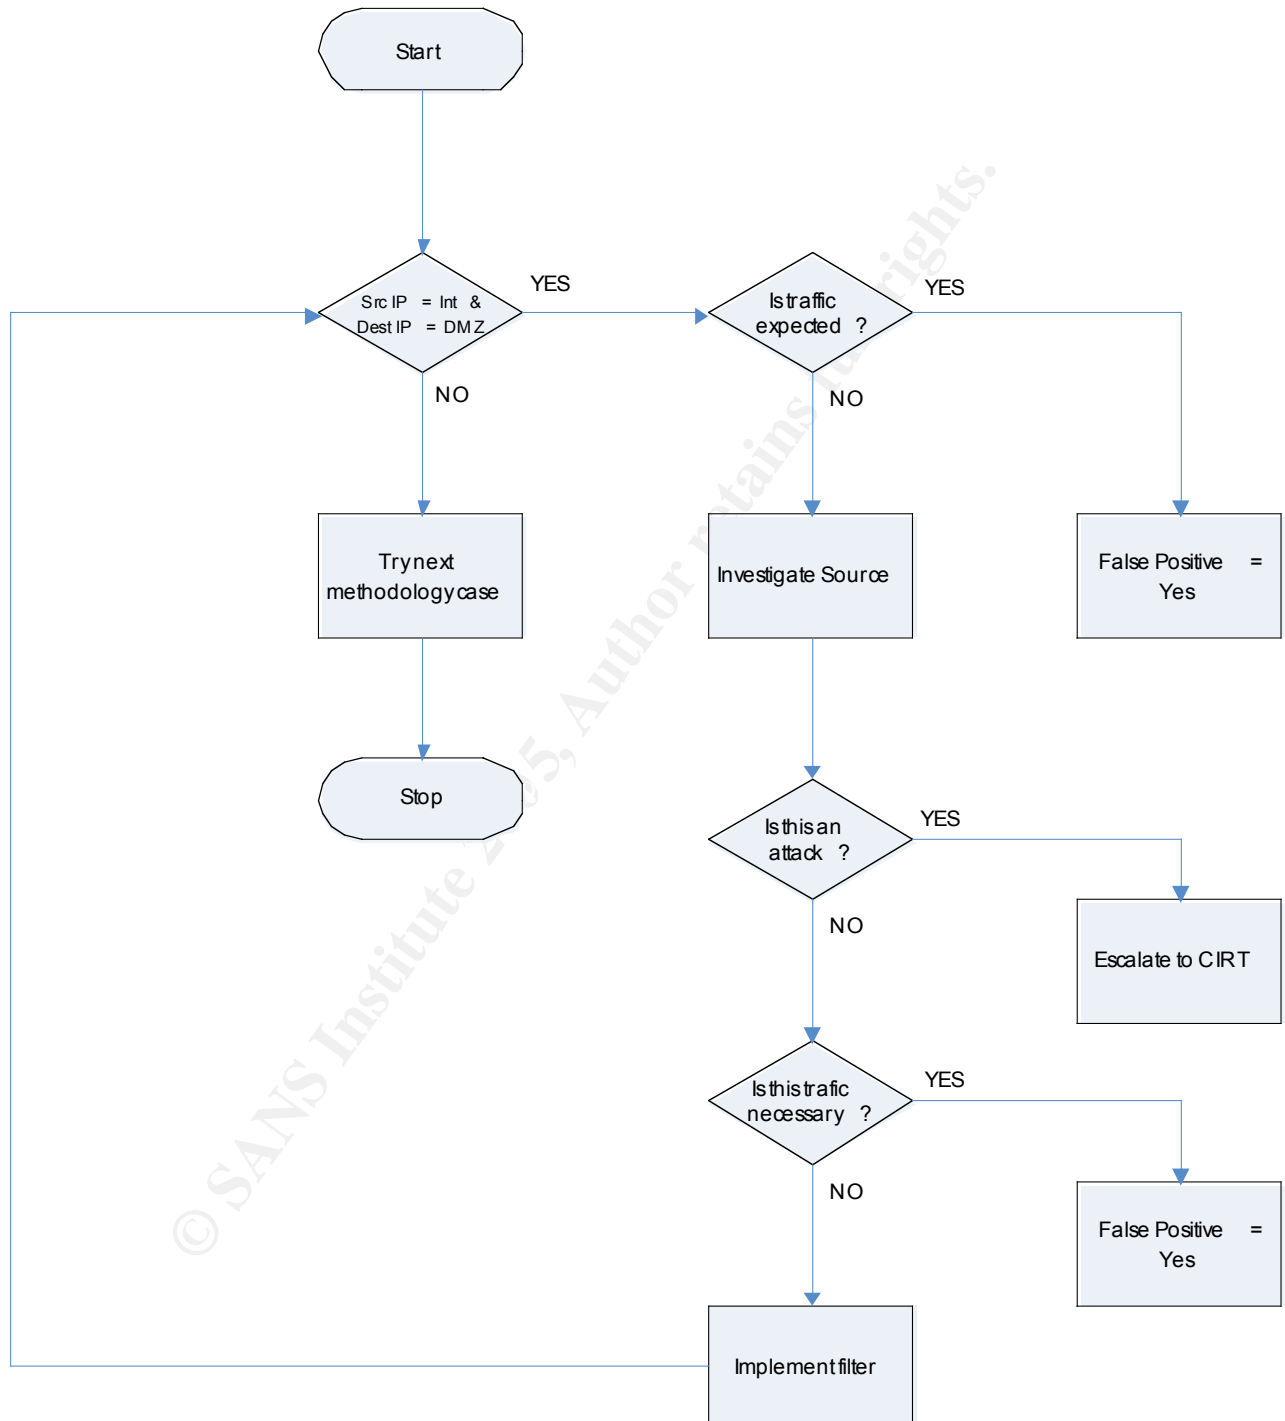 Start
Src IP = Int &
Dest IP = DMZ
YES
NO
Is traffic
expected ?
YES
NO
Try next
methodology case
Investigate Source
False Positive =
Yes
Stop
Is this an
attack ?
YES
NO
Escalate to CIRT
Is this trafic
necessary ?
YES
NO
False Positive =
Yes
Implement filter
© SANS Institute 2005, Author retains full rights.